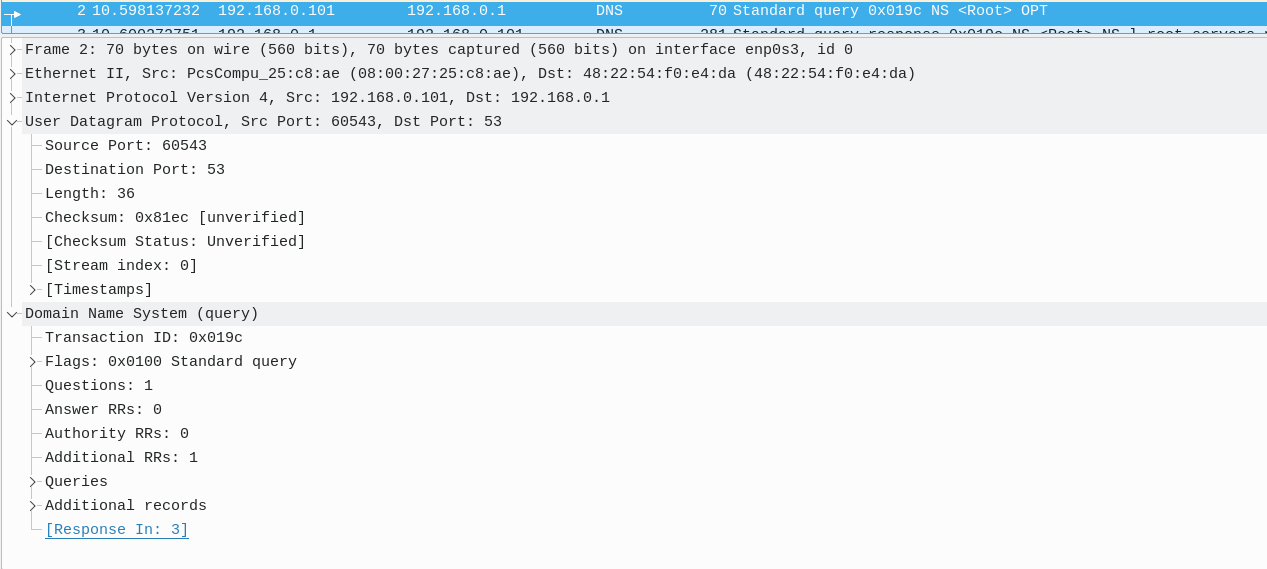 2 10.598137232 192.168.0.101 192.168.0.1 DNS 70 Standard query 0x019c NS <Root> OPT
Frame 2: 70 bytes on wire (560 bits), 70 bytes captured (560 bits) on interface enp0s3, id 0
Ethernet II, Src: PcsCompu_25:c8:ae (08:00:27:25:c8:ae), Dst: 48:22:54:f0:e4:da (48:22:54:f0:e4:da)
Internet Protocol Version 4, Src: 192.168.0.101, Dst: 192.168.0.1
User Datagram Protocol, Src Port: 60543, Dst Port: 53
Source Port: 60543
Destination Port: 53
Length: 36
Checksum: 0x81ec [unverified]
[Checksum Status: Unverified]
[Stream index: 0]
[Timestamps]
Domain Name System (query)
Transaction ID: 0x019c
Flags: 0x0100 Standard query
Questions: 1
Answer RRs: 0
Authority RRs: 0
Additional RRs: 1
Queries
Additional records
[Response In: 3]